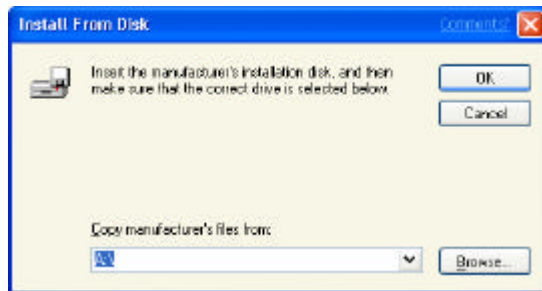 Install From Disk
Comments?
Insert the manufacturer's installation disk, and then
make sure that the correct drive is selected below.
OK
Cancel
Copy manufacturer's files from:
A:\
Browse...